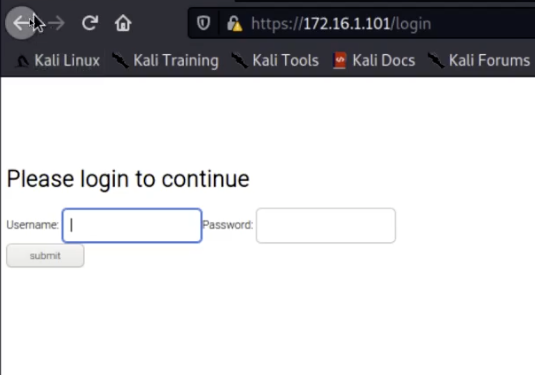 https://172.16.1.101/login
Kali Linux Kali Training Kali Tools Kali Docs Kali Forums
Please login to continue
Username: Password:
submit